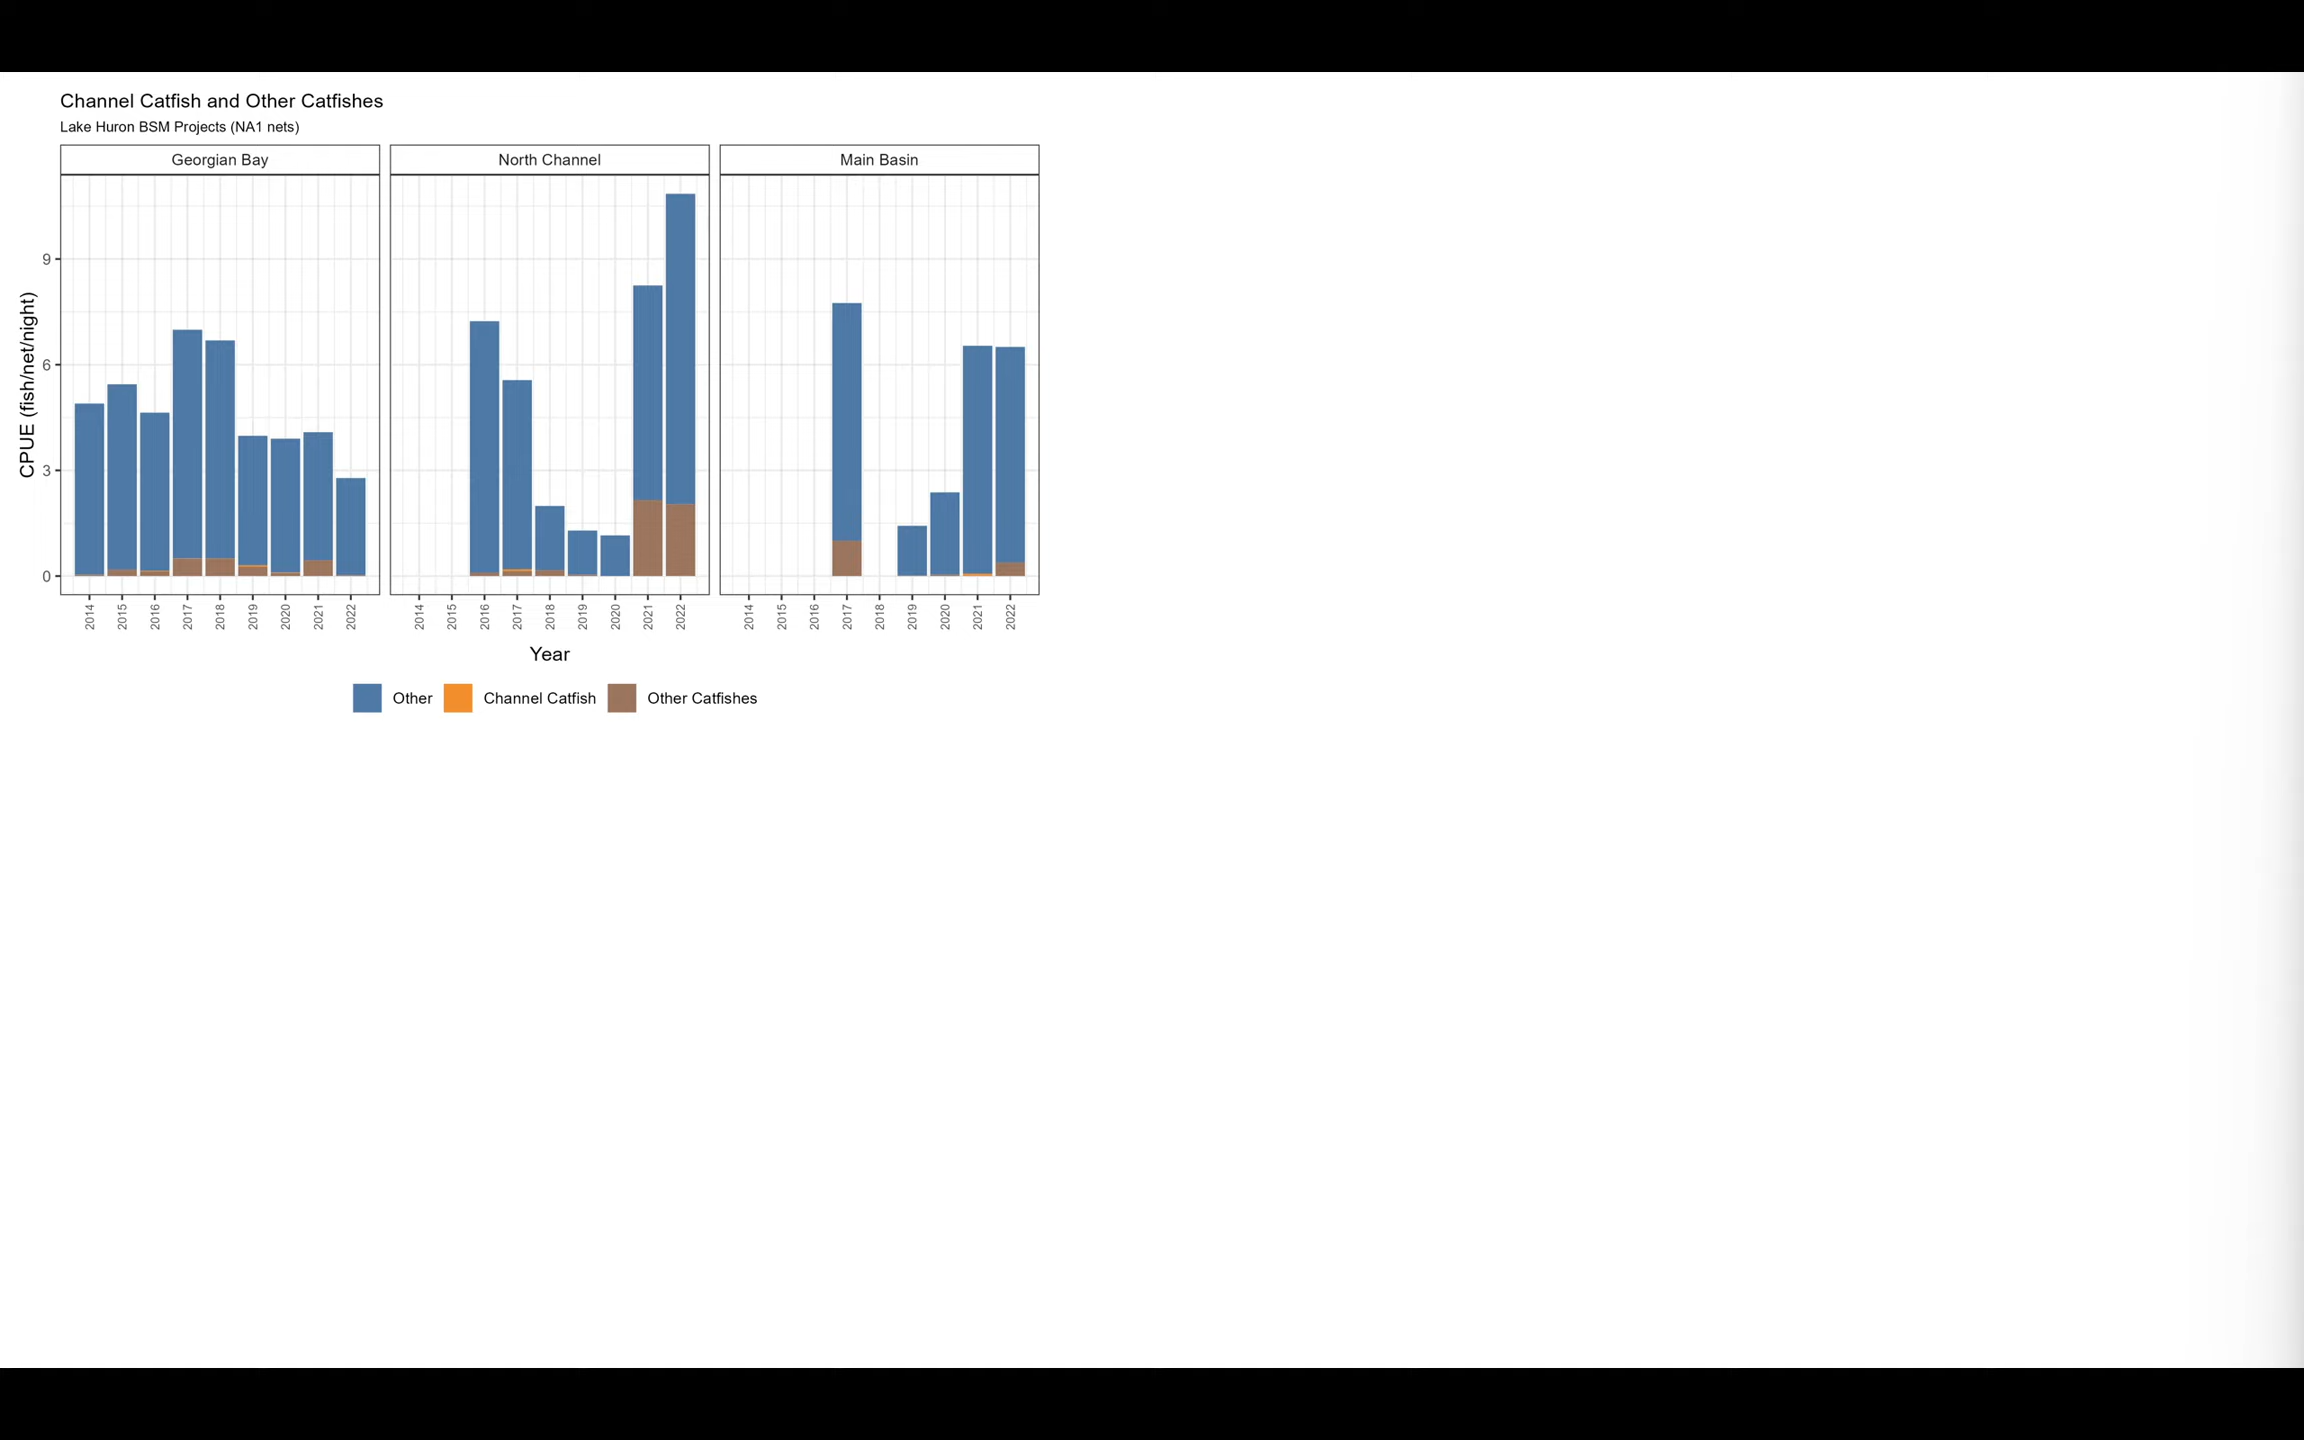 Channel Catfish and Other Catfishes
Lake Huron BSM Projects (NA1 nets)
Georgian Bay
North Channel
Main Basin
CPUE (fish/net/night)
9
6
3
0
2014 2015 2016 2017 2018 2019 2020 2021 2022
2014 2015 2016 2017 2018 2019 2020 2021 2022
2014 2015 2016 2017 2018 2019 2020 2021 2022
Year
Other
Channel Catfish
Other Catfishes